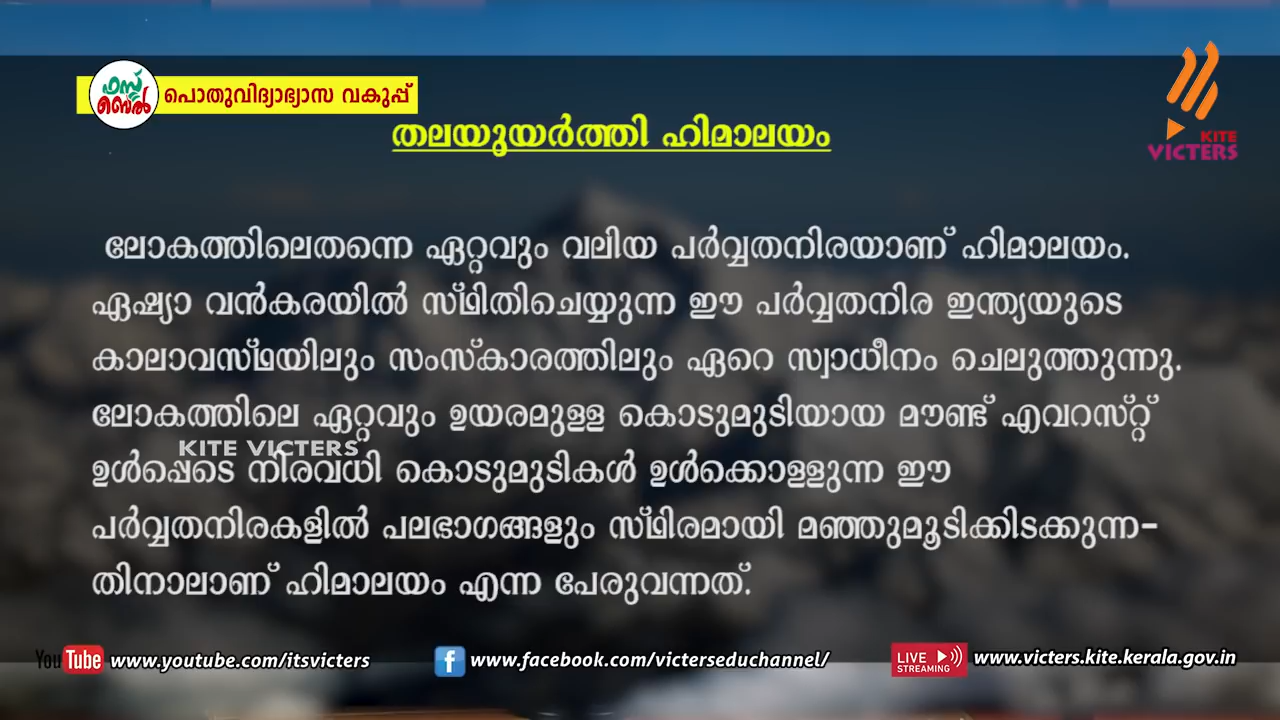 ഫസ്റ്റ് ബെൽ
പൊതുവിദ്യാഭ്യാസ വകുപ്പ്
KITE
VICTERS
തലയുയർത്തി ഹിമാലയം
ലോകത്തിലെതന്നെ ഏറ്റവും വലിയ പർവ്വതനിരയാണ് ഹിമാലയം.
ഏഷ്യാ വൻകരയിൽ സ്ഥിതിചെയ്യുന്ന ഈ പർവ്വതനിര ഇന്ത്യയുടെ
കാലാവസ്ഥയിലും സംസ്കാരത്തിലും ഏറെ സ്വാധീനം ചെലുത്തുന്നു.
ലോകത്തിലെ ഏറ്റവും ഉയരമുള്ള കൊടുമുടിയായ മൗണ്ട് എവറസ്റ്റ്
KITE VICTERS
ഉൾപ്പെടെ നിരവധി കൊടുമുടികൾ ഉൾക്കൊള്ളുന്ന ഈ
പർവ്വതനിരകളിൽ പലഭാഗങ്ങളും സ്ഥിരമായി മഞ്ഞുമൂടിക്കിടക്കുന്ന-
തിനാലാണ് ഹിമാലയം എന്ന പേരുവന്നത്.
YouTube www.youtube.com/itsvicters
f www.facebook.com/victerseduchannel/
LIVE STREAMING www.victers.kite.kerala.gov.in